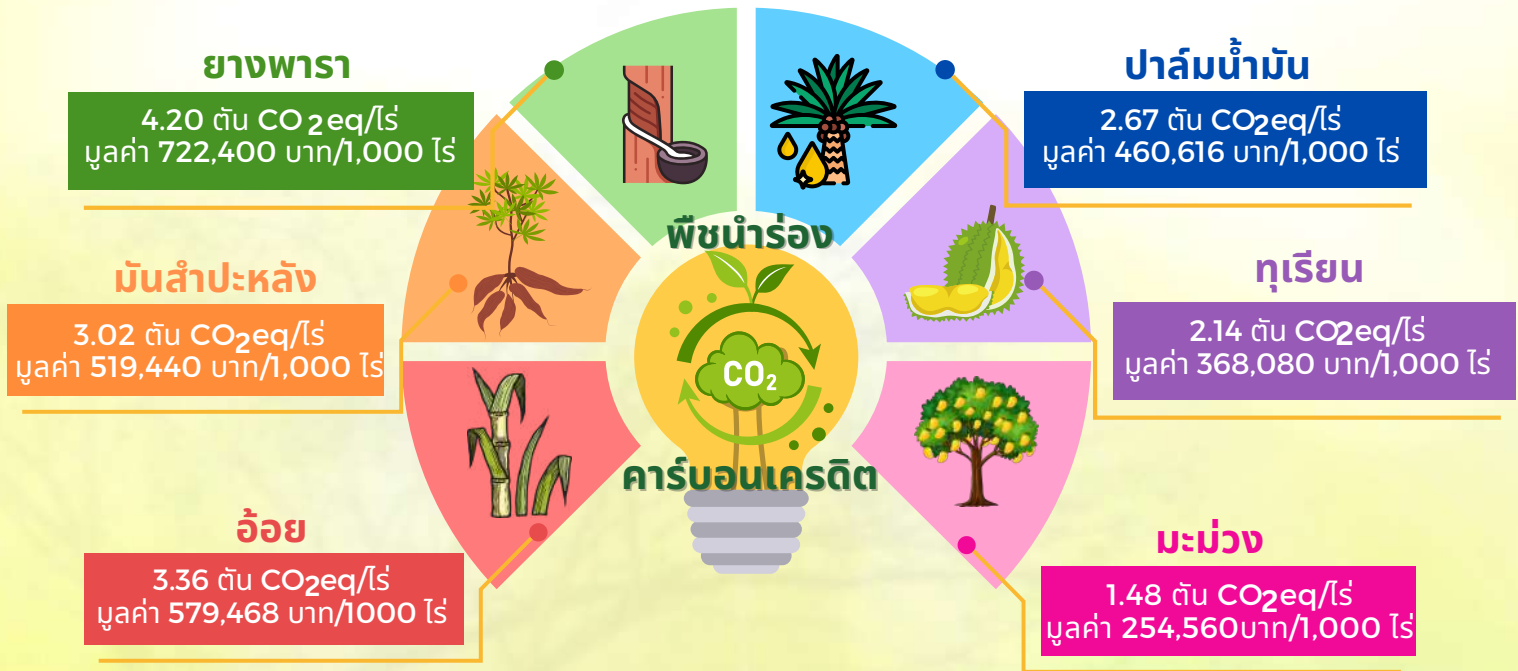 ยางพารา
4.20 ตัน CO2eq/ไร่
มูลค่า 722,400 บาท/1,000 ไร่
ปาล์มน้ำมัน
2.67 ตัน CO2eq/ไร่
มูลค่า 460,616 บาท/1,000 ไร่
มันสำปะหลัง
3.02 ตัน CO2eq/ไร่
มูลค่า 519,440 บาท/1,000 ไร่
พืชนำร่อง
CO2
คาร์บอนเครดิต
ทุเรียน
2.14 ตัน CO2eq/ไร่
มูลค่า 368,080 บาท/1,000 ไร่
อ้อย
3.36 ตัน CO2eq/ไร่
มูลค่า 579,468 บาท/1000 ไร่
มะม่วง
1.48 ตัน CO2eq/ไร่
มูลค่า 254,560บาท/1,000 ไร่